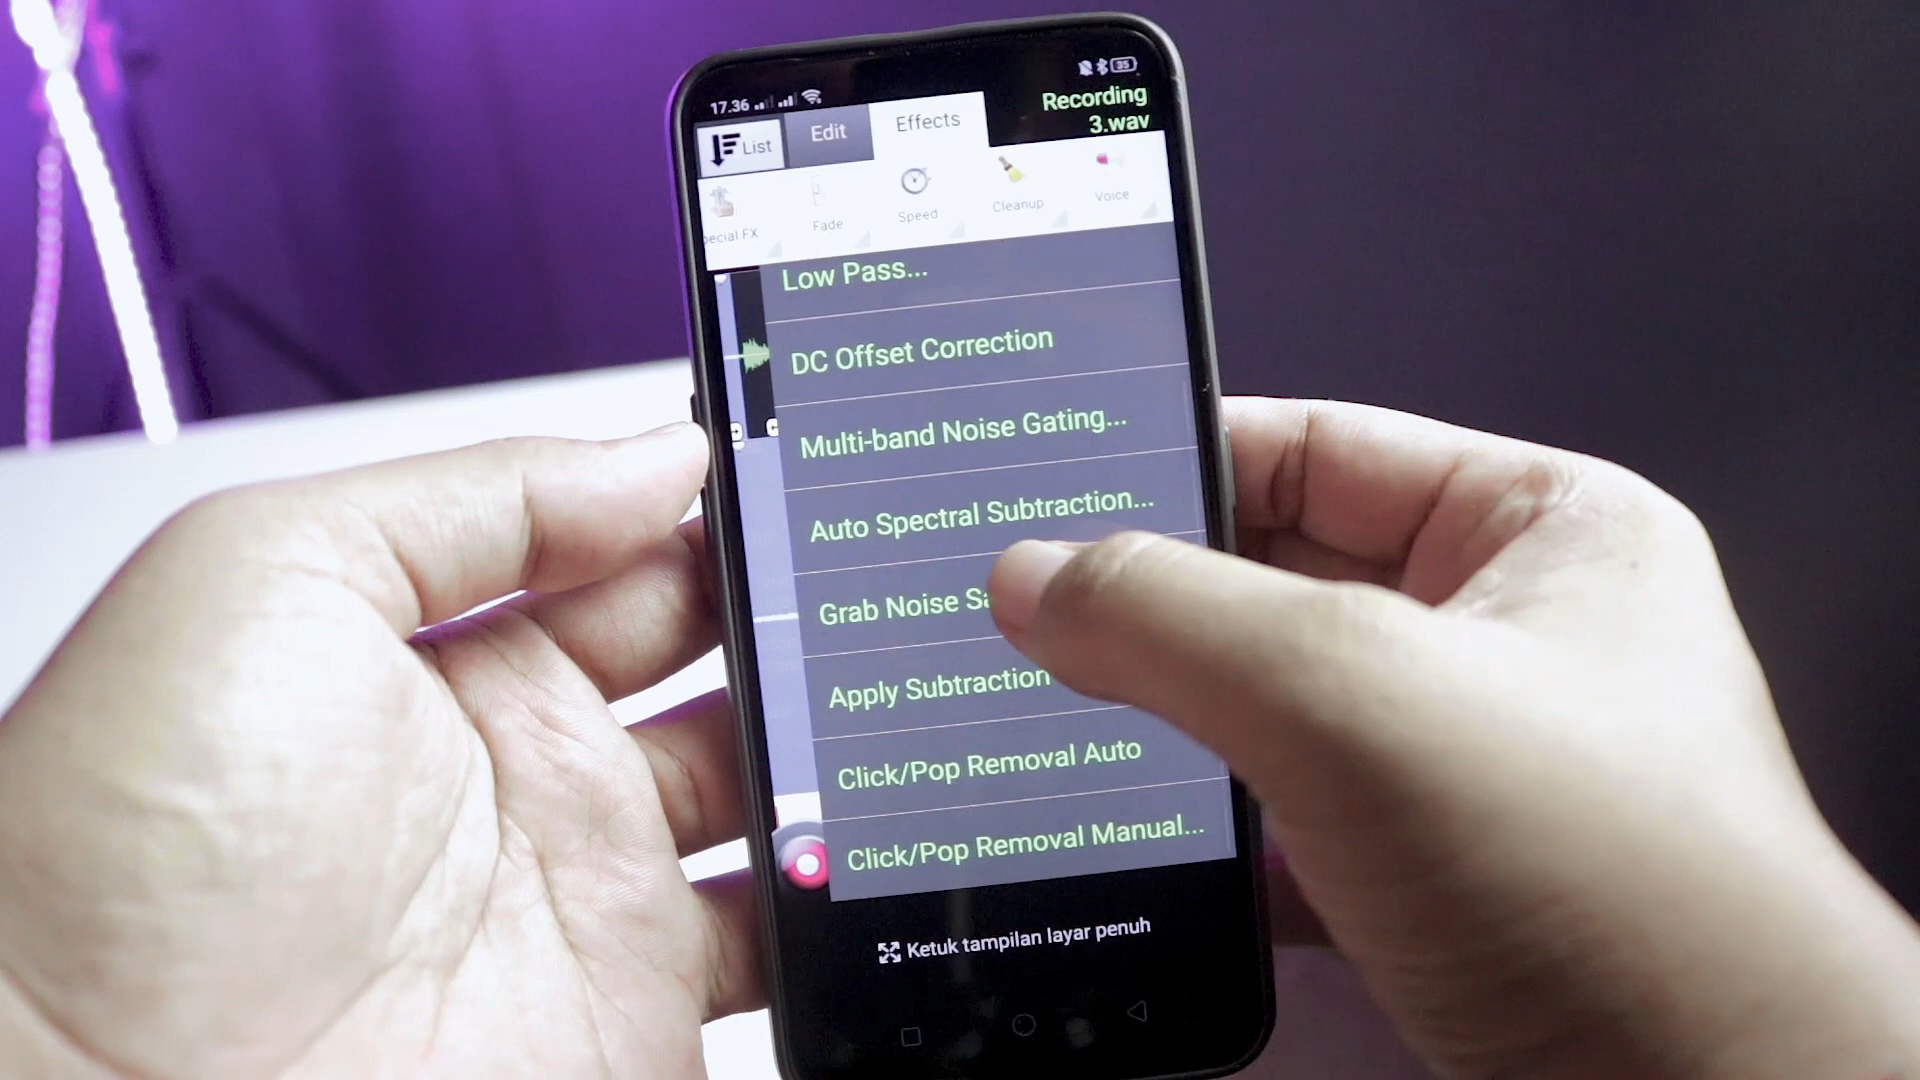 17.36
35
Recording
3.wav
List
Edit
Effects
pecial FX
Fade
Speed
Cleanup
Voice
Low Pass...
DC Offset Correction
Multi-band Noise Gating...
Auto Spectral Subtraction...
Grab Noise
Apply Subtraction
Click/Pop Removal Auto
Click/Pop Removal Manual...
Ketuk tampilan layar penuh